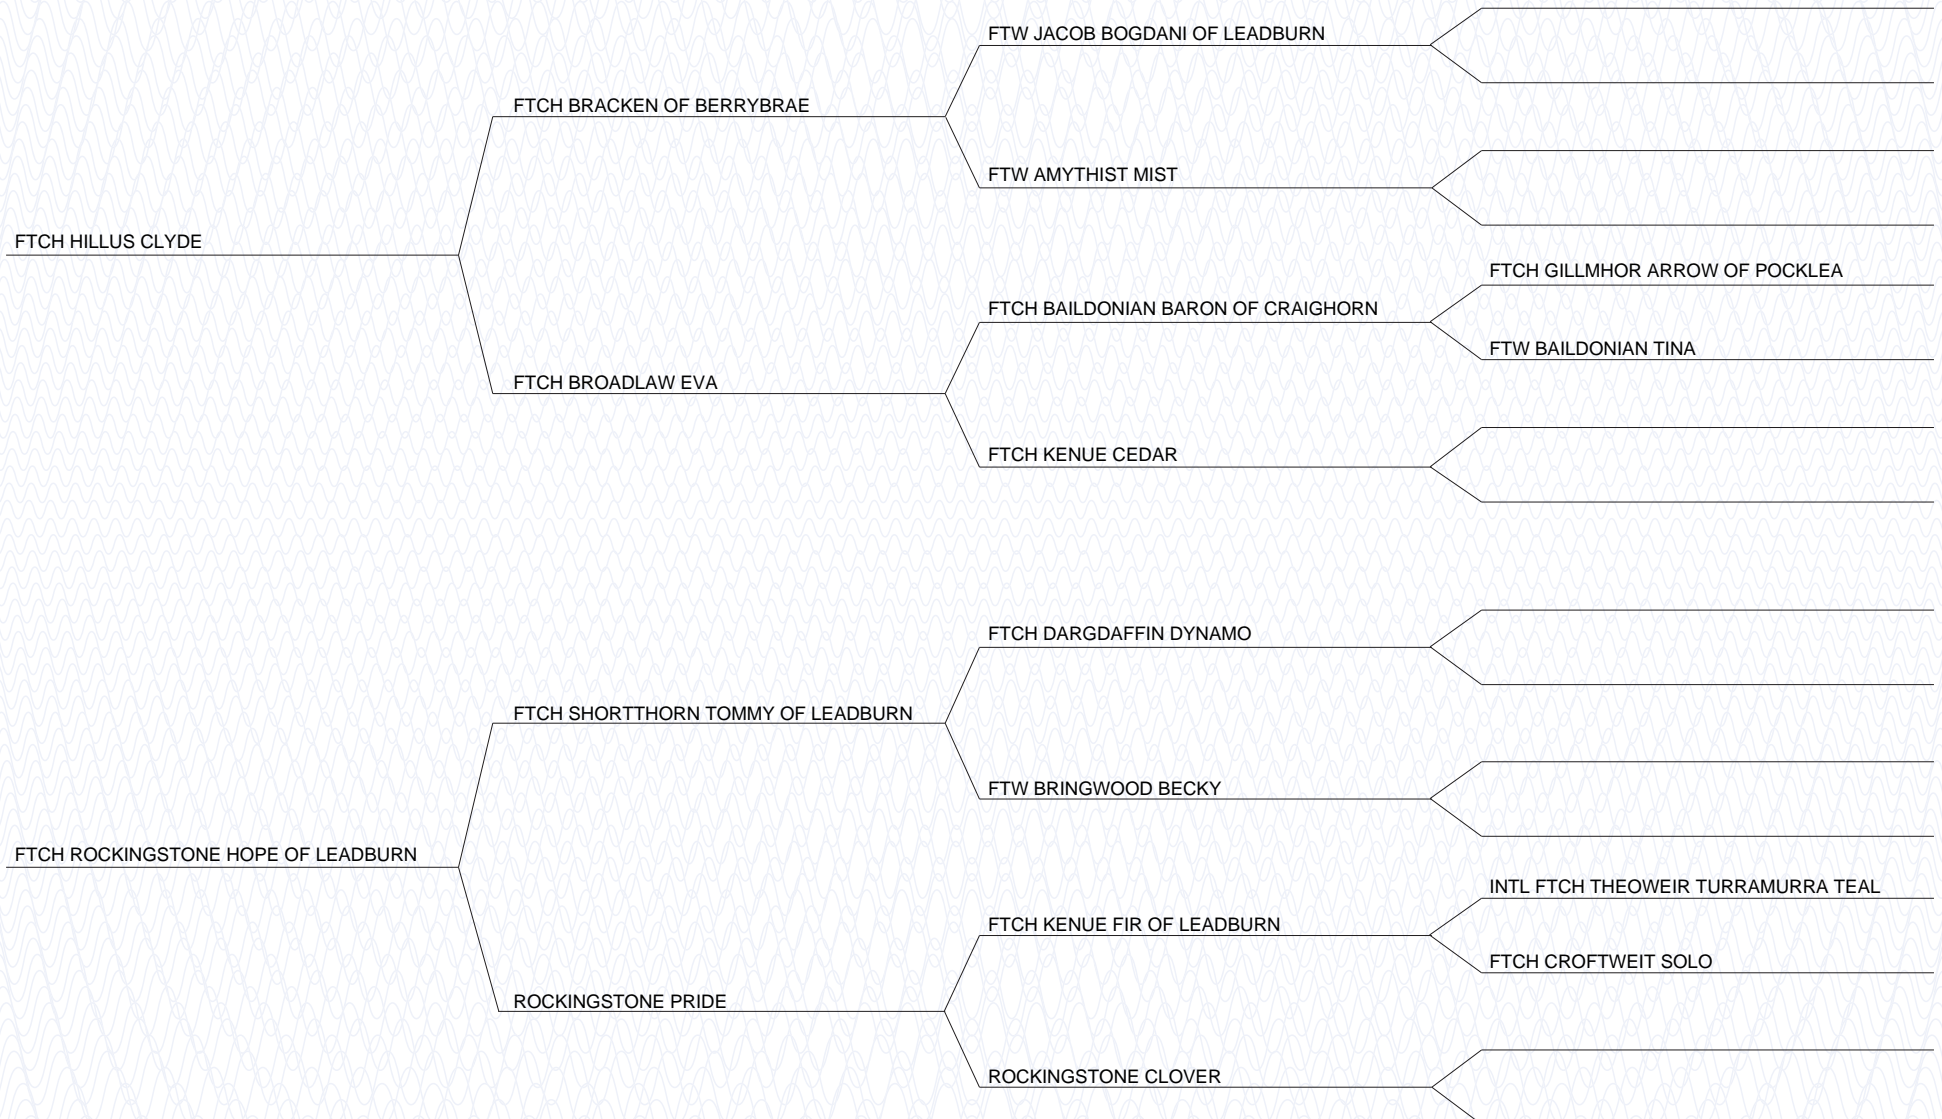 FTW JACOB BOGDANI OF LEADBURN
FTCH BRACKEN OF BERRYBRAE
FTW AMYTHIST MIST
FTCH HILLUS CLYDE
FTCH GILLMHOR ARROW OF POCKLEA
FTCH BAILDONIAN BARON OF CRAIGHORN
FTW BAILDONIAN TINA
FTCH BROADLAW EVA
FTCH KENUE CEDAR
FTCH DARGDAFFIN DYNAMO
FTCH SHORTTHORN TOMMY OF LEADBURN
FTW BRINGWOOD BECKY
FTCH ROCKINGSTONE HOPE OF LEADBURN
INTL FTCH THEOWEIR TURRAMURRA TEAL
FTCH KENUE FIR OF LEADBURN
FTCH CROFTWEIT SOLO
ROCKINGSTONE PRIDE
ROCKINGSTONE CLOVER